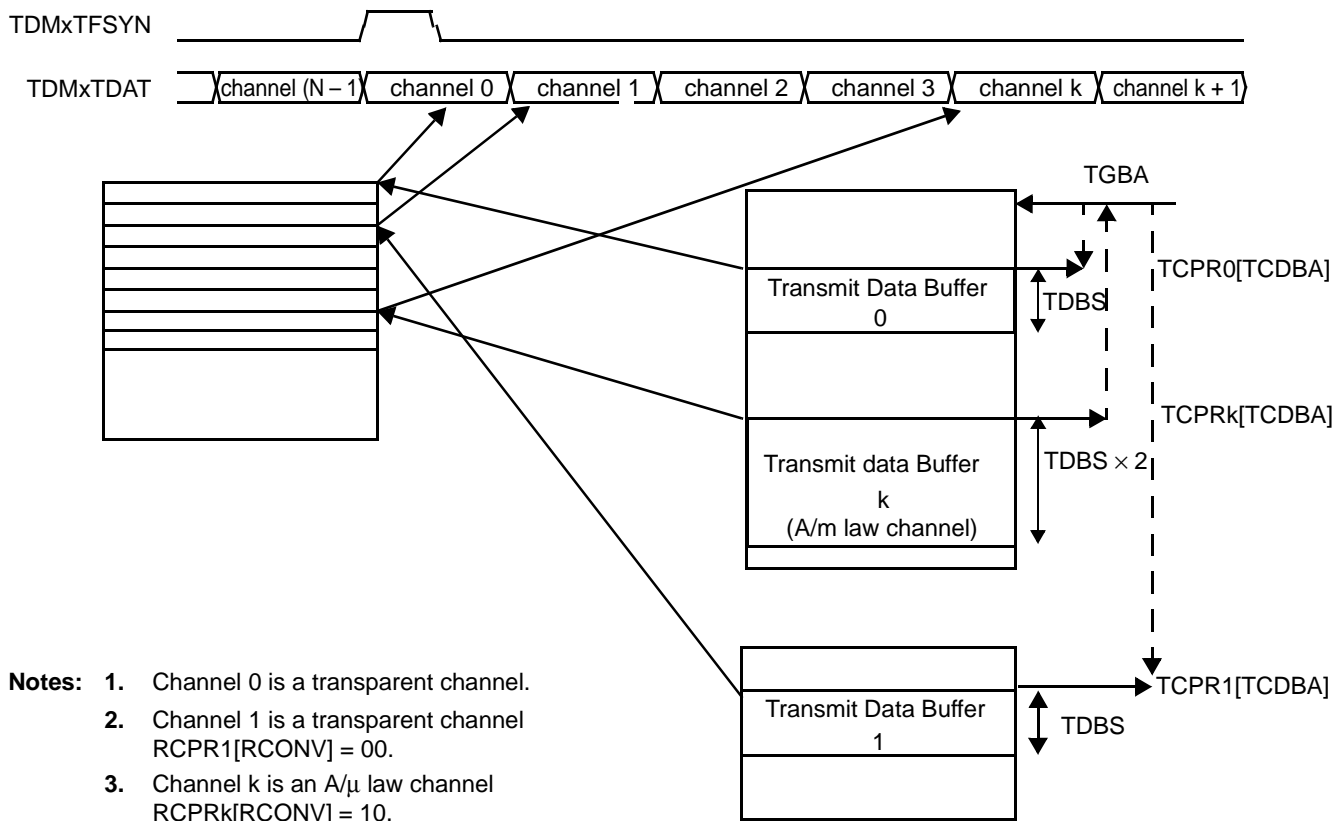 TDMxTFSYN
TDMxTDAT
channel (N – 1)
channel 0
channel 1
channel 2
channel 3
channel k
channel k + 1
TGBA
TCPR0[TCDBA]
Transmit Data Buffer
0
TDBS
TCPRk[TCDBA]
Transmit data Buffer
k
(A/m law channel)
TDBS × 2
TCPR1[TCDBA]
Transmit Data Buffer
1
TDBS
Notes: 1. Channel 0 is a transparent channel.
2. Channel 1 is a transparent channel
RCPR1[RCONV] = 00.
3. Channel k is an A/μ law channel
RCPRk[RCONV] = 10.